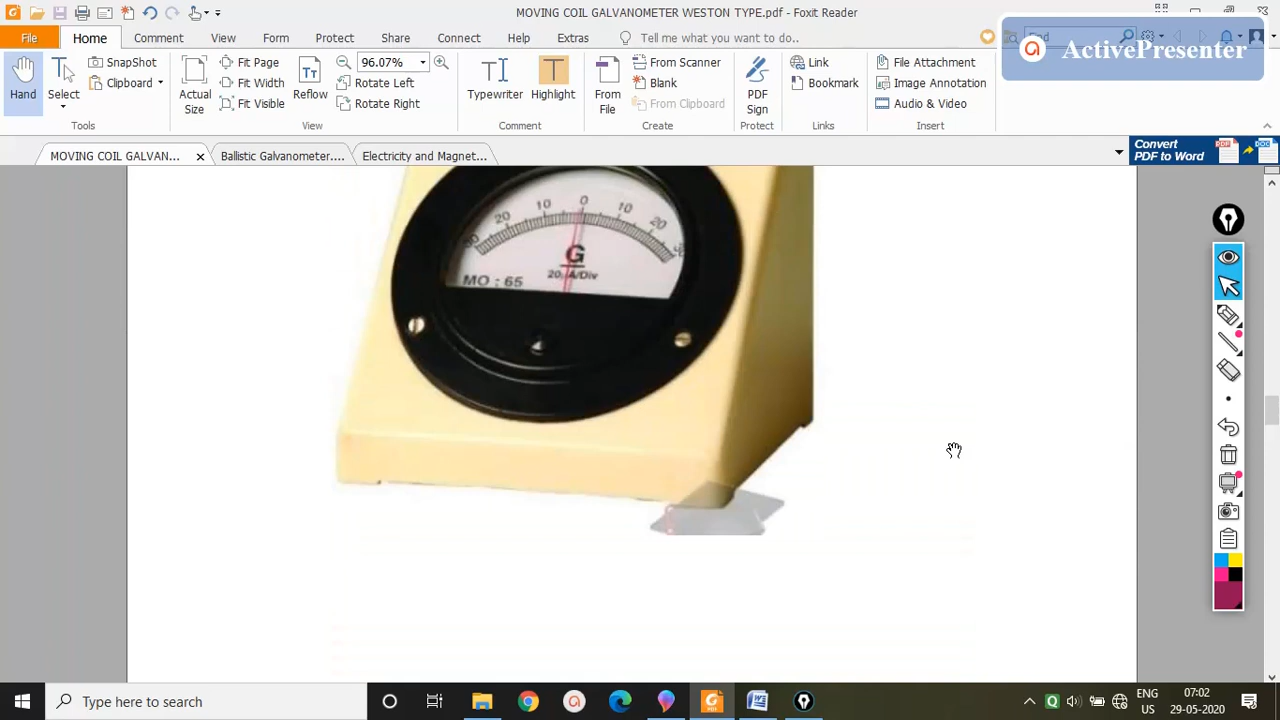 MOVING COIL GALVANOMETER WESTON TYPE.pdf - Foxit Reader
File Home Comment View Form Protect Share Connect Help Extras Tell me what you want to do...
ActivePresenter
Hand
Select
SnapShot
Clipboard
Tools
Actual Size
Fit Page
Fit Width
Fit Visible
Reflow
96.07%
Rotate Left
Rotate Right
View
Typewriter
Highlight
Comment
From File
From Scanner
Blank
From Clipboard
Create
PDF Sign
Protect
Link
Bookmark
Links
File Attachment
Image Annotation
Audio & Video
Insert
MOVING COIL GALVAN... Ballistic Galvanometer.... Electricity and Magnet...
Convert PDF to Word
20 10 0 10 20
G
20µA/Div
MO : 65
Type here to search
ENG
US
07:02
29-05-2020